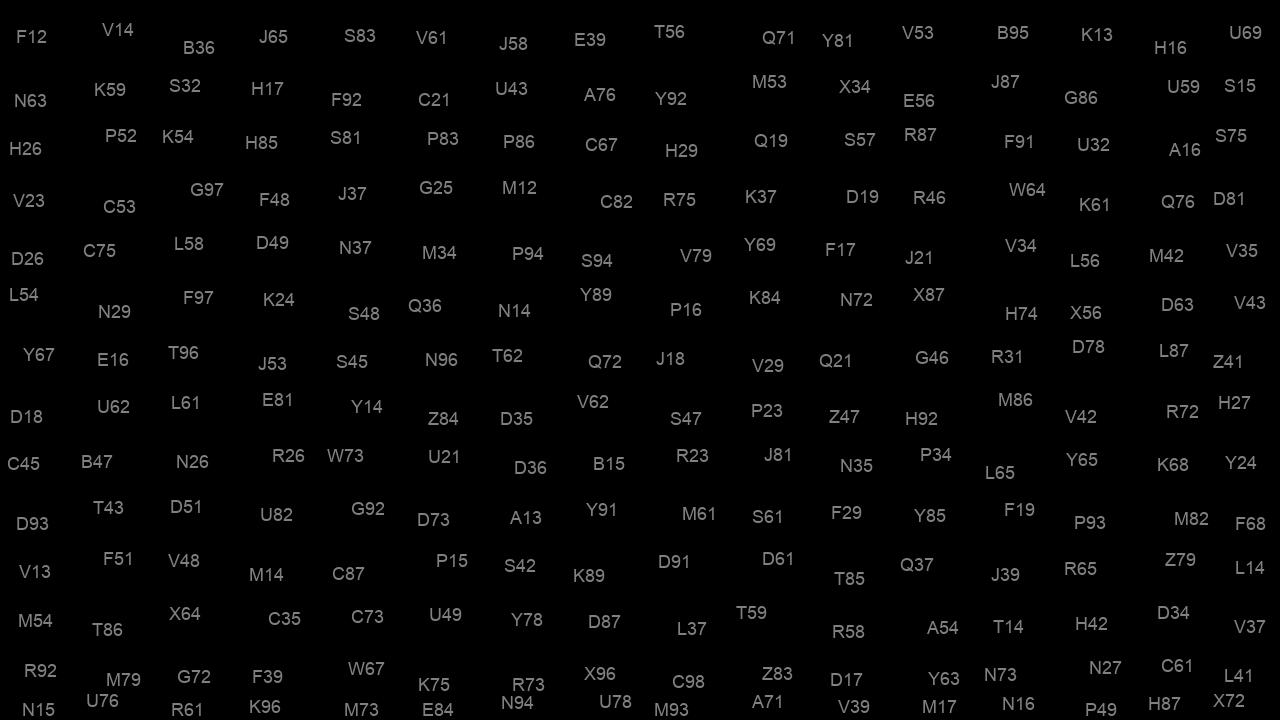 F12 V14 B36 J65 S83 V61 J58 E39 T56 Q71 Y81 V53 B95 K13 H16 U69
N63 K59 S32 H17 F92 C21 U43 A76 Y92 M53 X34 E56 J87 G86 U59 S15
H26 P52 K54 H85 S81 P83 P86 C67 H29 Q19 S57 R87 F91 U32 A16 S75
V23 C53 G97 F48 J37 G25 M12 C82 R75 K37 D19 R46 W64 K61 Q76 D81
D26 C75 L58 D49 N37 M34 P94 S94 V79 Y69 F17 J21 V34 L56 M42 V35
L54 N29 F97 K24 S48 Q36 N14 Y89 P16 K84 N72 X87 H74 X56 D63 V43
Y67 E16 T96 J53 S45 N96 T62 Q72 J18 V29 Q21 G46 R31 D78 L87 Z41
D18 U62 L61 E81 Y14 Z84 D35 V62 S47 P23 Z47 H92 M86 V42 R72 H27
C45 B47 N26 R26 W73 U21 D36 B15 R23 J81 N35 P34 L65 Y65 K68 Y24
D93 T43 D51 U82 G92 D73 A13 Y91 M61 S61 F29 Y85 F19 P93 M82 F68
V13 F51 V48 M14 C87 P15 S42 K89 D91 D61 T85 Q37 J39 R65 Z79 L14
M54 T86 X64 C35 C73 U49 Y78 D87 L37 T59 R58 A54 T14 H42 D34 V37
R92 M79 G72 F39 W67 K75 R73 X96 C98 Z83 D17 Y63 N73 N27 C61 L41
N15 U76 R61 K96 M73 E84 N94 U78 M93 A71 V39 M17 N16 P49 H87 X72